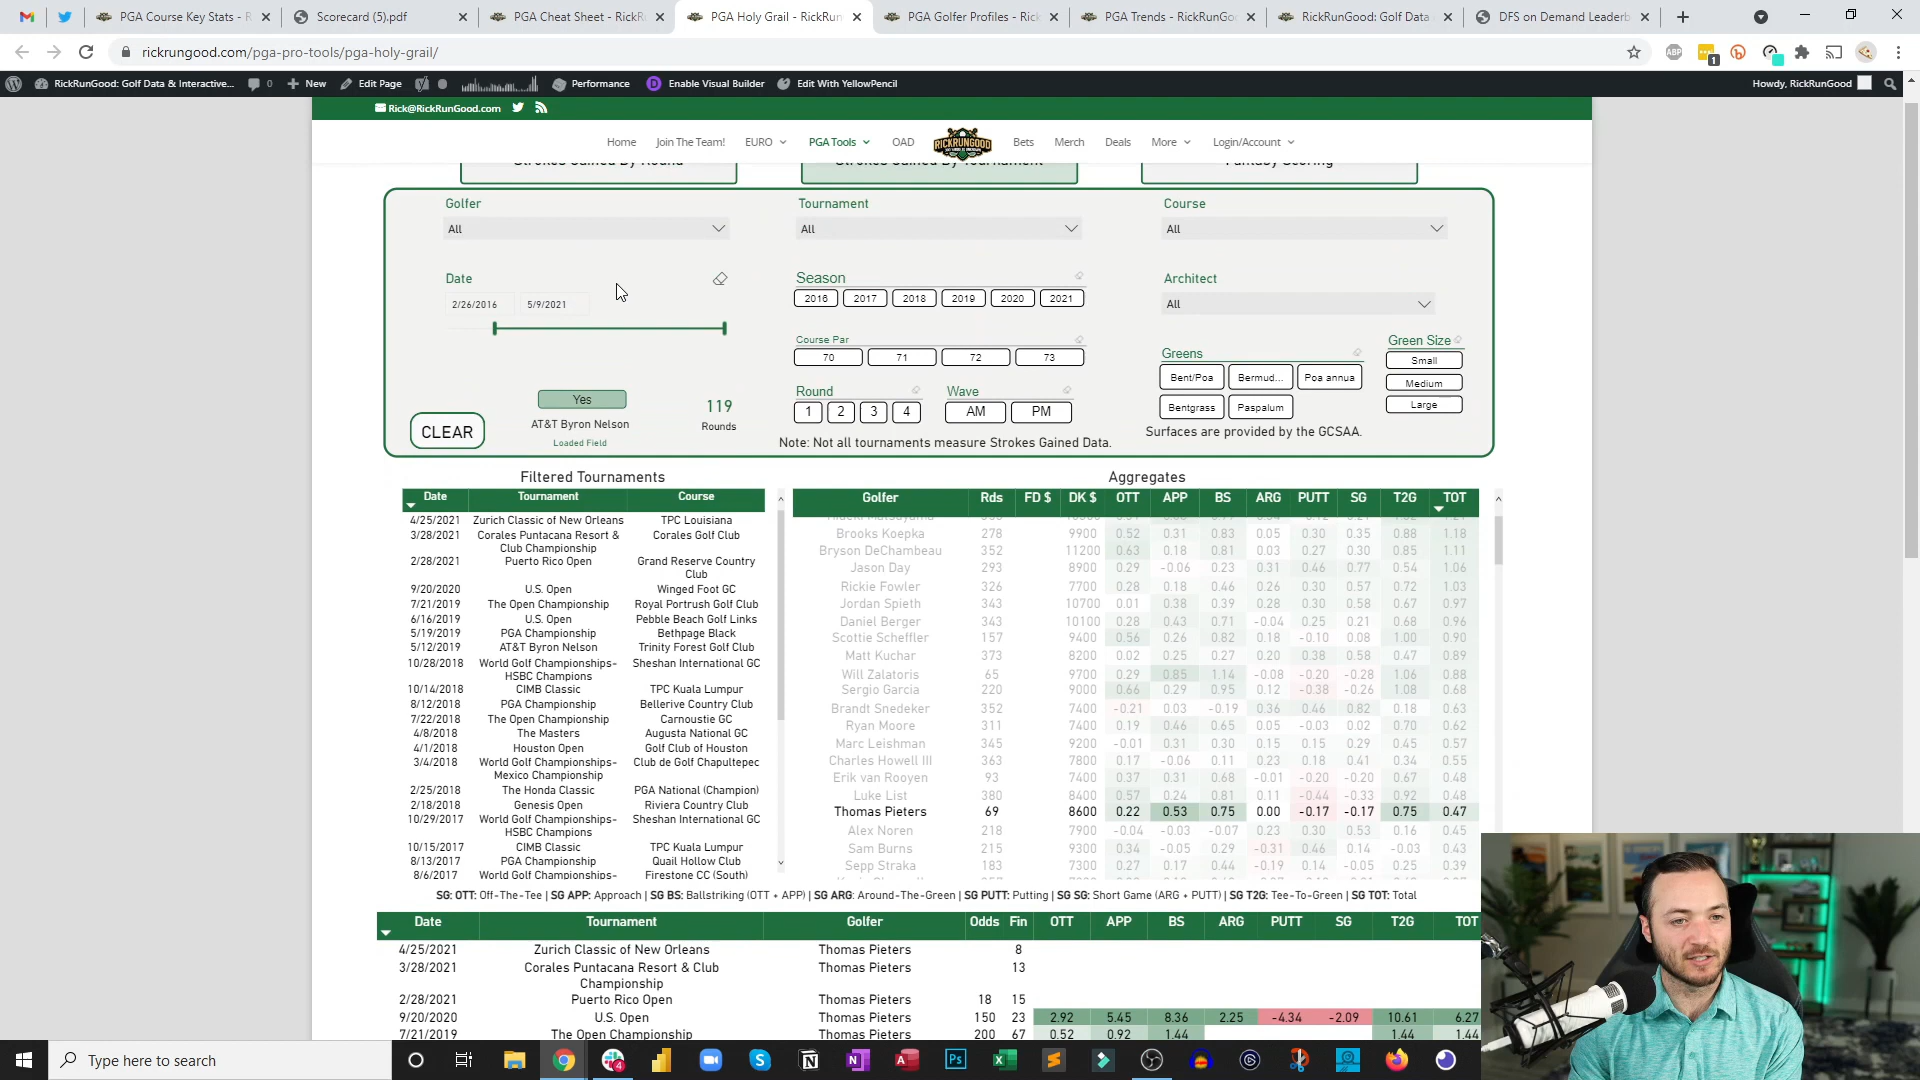 PGA Course Key Stats - R
Scorecard (5).pdf
PGA Cheat Sheet - RickR
PGA Holy Grail - RickRun
PGA Golfer Profiles - Ric
PGA Trends - RickRunGo
RickRunGood: Golf Data
DFS on Demand Leaderb
rickrungood.com/pga-pro-tools/pga-holy-grail/
RickRunGood: Golf Data & Interactive...
0
New
Edit Page
Performance
Enable Visual Builder
Edit With YellowPencil
Howdy, RickRunGood
Rick@RickRunGood.com
Home
Join The Team!
EURO
PGA Tools
OAD
RICKRUNGOOD
Bets
Merch
Deals
More
Login/Account
Strokes Gained By Round
Strokes Gained By Tournament
Fantasy Scoring
Golfer
Tournament
Course
All
All
All
Date
Season
Architect
2/26/2016 5/9/2021
2016 2017 2018 2019 2020 2021
All
Course Par
70 71 72 73
Greens
Green Size
Small
Bent/Poa Bermud... Poa annua
Medium
Bentgrass Paspalum
Large
Round
Wave
1 2 3 4 AM PM
Yes
AT&T Byron Nelson
Loaded Field
119
Rounds
CLEAR
Note: Not all tournaments measure Strokes Gained Data.
Surfaces are provided by the GCSAA.
Filtered Tournaments
Date Tournament Course
4/25/2021 Zurich Classic of New Orleans TPC Louisiana
3/28/2021 Corales Puntacana Resort & Club Championship Corales Golf Club
2/28/2021 Puerto Rico Open Grand Reserve Country Club
9/20/2020 U.S. Open Winged Foot GC
7/21/2019 The Open Championship Royal Portrush Golf Club
6/16/2019 U.S. Open Pebble Beach Golf Links
5/19/2019 PGA Championship Bethpage Black
5/12/2019 AT&T Byron Nelson Trinity Forest Golf Club
10/28/2018 World Golf Championships-HSBC Champions Sheshan International GC
10/14/2018 CIMB Classic TPC Kuala Lumpur
8/12/2018 PGA Championship Bellerive Country Club
7/22/2018 The Open Championship Carnoustie GC
4/8/2018 The Masters Augusta National GC
4/1/2018 Houston Open Golf Club of Houston
3/4/2018 World Golf Championships-Mexico Championship Club de Golf Chapultepec
2/25/2018 The Honda Classic PGA National (Champion)
2/18/2018 Genesis Open Riviera Country Club
10/29/2017 World Golf Championships-HSBC Champions Sheshan International GC
10/15/2017 CIMB Classic TPC Kuala Lumpur
8/13/2017 PGA Championship Quail Hollow Club
8/6/2017 World Golf Championships- Firestone CC (South)
Aggregates
Golfer Rds FD $ DK $ OTT APP BS ARG PUTT SG T2G TOT
Brooks Koepka 278 9900 0.52 0.31 0.83 0.05 0.30 0.35 0.88 1.18
Bryson DeChambeau 352 11200 0.63 0.18 0.81 0.03 0.27 0.30 0.85 1.11
Jason Day 293 8900 0.29 -0.06 0.23 0.31 0.46 0.77 0.54 1.06
Rickie Fowler 326 7700 0.28 0.18 0.46 0.26 0.30 0.57 0.72 1.03
Jordan Spieth 343 10700 0.01 0.38 0.39 0.28 0.30 0.58 0.67 0.97
Daniel Berger 343 10100 0.28 0.43 0.71 -0.04 0.25 0.21 0.68 0.96
Scottie Scheffler 157 9400 0.56 0.26 0.82 0.18 -0.10 0.08 1.00 0.90
Matt Kuchar 373 8200 0.02 0.25 0.27 0.20 0.38 0.58 0.47 0.89
Will Zalatoris 65 9700 0.29 0.85 1.14 -0.08 -0.20 -0.28 1.06 0.88
Sergio Garcia 220 9000 0.66 0.29 0.95 0.12 -0.38 -0.26 1.08 0.68
Brandt Snedeker 352 7400 -0.21 0.03 -0.19 0.36 0.46 0.82 0.18 0.63
Ryan Moore 311 7400 0.19 0.46 0.65 0.05 -0.03 0.02 0.70 0.62
Marc Leishman 345 9200 -0.01 0.31 0.30 0.15 0.15 0.29 0.45 0.57
Charles Howell III 363 7800 0.17 -0.06 0.11 0.23 0.18 0.41 0.34 0.55
Erik van Rooyen 93 7400 0.37 0.31 0.68 -0.01 -0.20 -0.20 0.67 0.48
Luke List 380 8400 0.57 0.24 0.81 0.11 -0.44 -0.33 0.92 0.48
Thomas Pieters 69 8600 0.22 0.53 0.75 0.00 -0.17 -0.17 0.75 0.47
Alex Noren 218 7900 -0.04 -0.03 -0.07 0.23 0.30 0.53 0.16 0.45
Sam Burns 215 9300 0.34 -0.05 0.29 -0.31 0.46 0.14 -0.03 0.43
Sepp Straka 183 7300 0.27 0.17 0.44 -0.19 0.14 -0.05 0.25 0.39
SG: OTT: Off-The-Tee | SG APP: Approach | SG BS: Ballstriking (OTT + APP) | SG ARG: Around-The-Green | SG PUTT: Putting | SG SG: Short Game (ARG + PUTT) | SG T2G: Tee-To-Green | SG TOT: Total
Date Tournament Golfer Odds Fin OTT APP BS ARG PUTT SG T2G TOT
4/25/2021 Zurich Classic of New Orleans Thomas Pieters 8
3/28/2021 Corales Puntacana Resort & Club Championship Thomas Pieters 13
2/28/2021 Puerto Rico Open Thomas Pieters 18 15
9/20/2020 U.S. Open Thomas Pieters 150 23 2.92 5.45 8.36 2.25 -4.34 -2.09 10.61 6.27
7/21/2019 The Open Championship Thomas Pieters 200 67 0.52 0.92 1.44 1.44 1.44
Type here to search